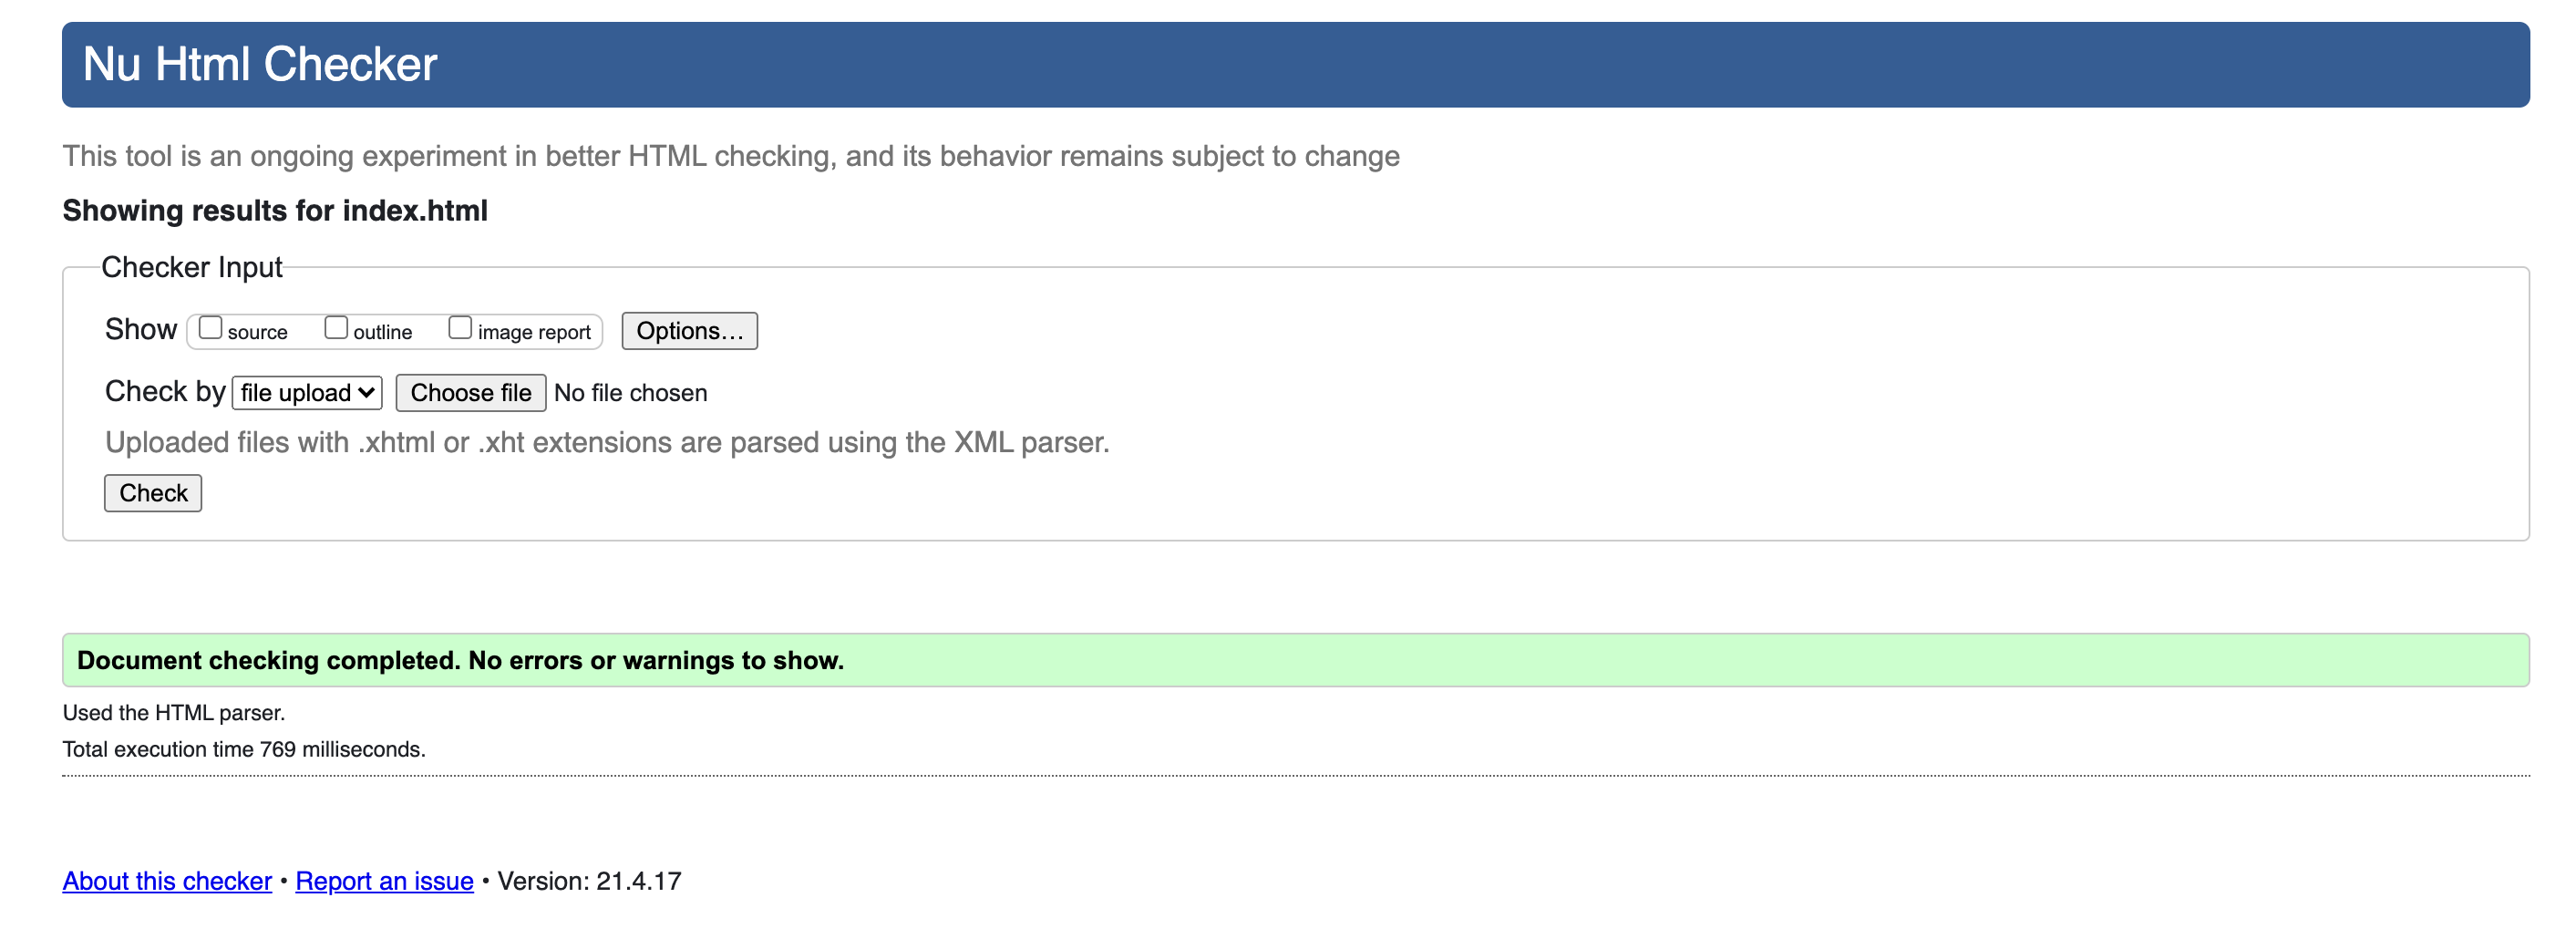 Nu Html Checker
This tool is an ongoing experiment in better HTML checking, and its behavior remains subject to change
Showing results for index.html
Checker Input
Show source outline image report Options...
Check by file upload Choose file No file chosen
Uploaded files with .xhtml or .xht extensions are parsed using the XML parser.
Check
Document checking completed. No errors or warnings to show.
Used the HTML parser.
Total execution time 769 milliseconds.
About this checker • Report an issue • Version: 21.4.17